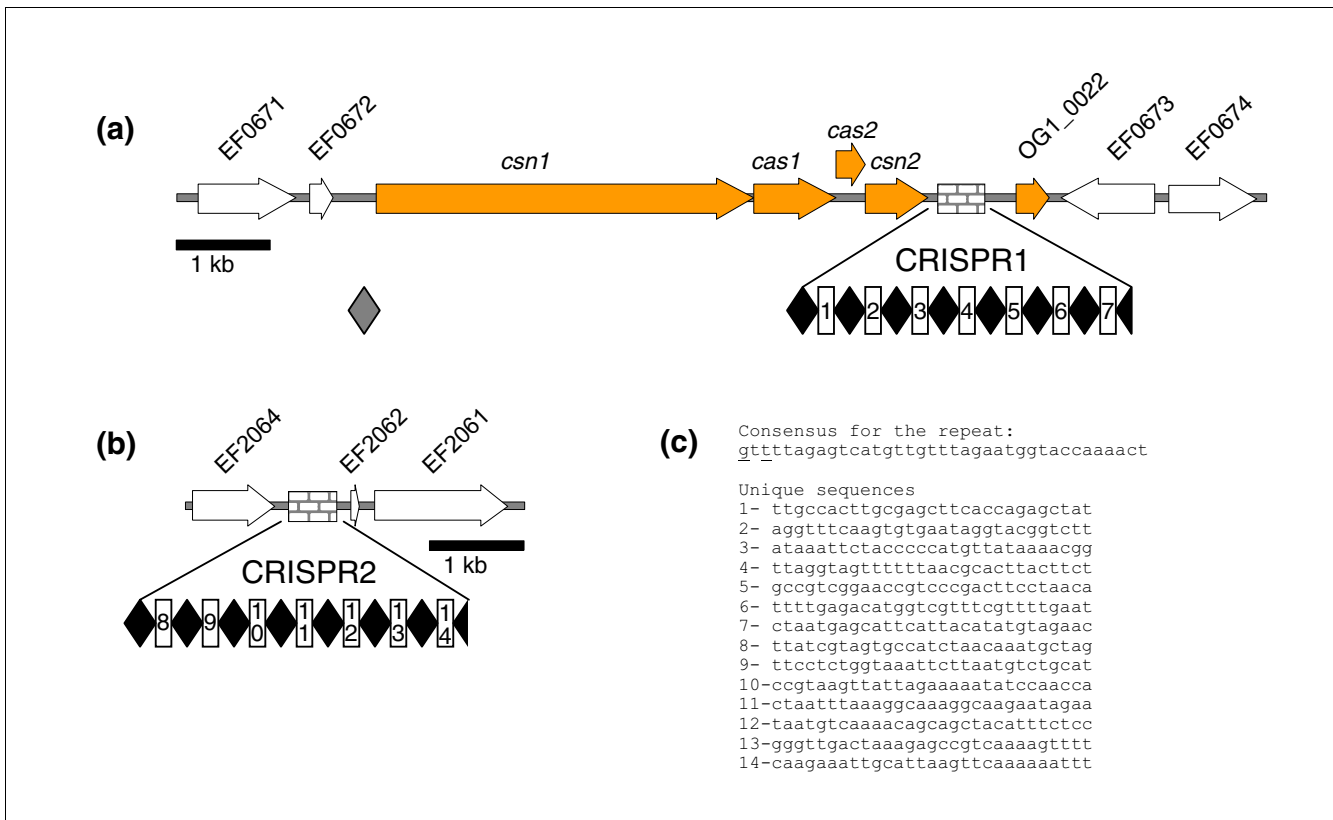 (a)
EF0671
EF0672
csn1
cas1
cas2
csn2
OG1_0022
EF0673
EF0674
1 kb
CRISPR1
1 2 3 4 5 6 7
(b)
EF2064
EF2062
EF2061
1 kb
CRISPR2
8 9 10 11 12 13 14
(c)
Consensus for the repeat:
gttttagagtcatgttgtttagaatggtaccaaaact
Unique sequences
1- ttgccacttgcgagcttcaccagagctat
2- aggtttcaagtgtgaataggtacggtctt
3- ataaattctacccccatgttataaaacgg
4- ttaggtagttttttaacgcacttacttct
5- gccgtcggaaccgtcccgacttcctaaca
6- ttttgagacatggtcgtttcgttttgaat
7- ctaatgagcattcattacatatgtagaac
8- ttatcgtagtgccatctaacaaatgctag
9- ttcctctggtaaattcttaatgtctgcat
10-ccgtaagttattagaaaaatatccaacca
11-ctaatttaaaggcaaaggcaagaatagaa
12-taatgtcaaaacagcagctacatttctcc
13-gggttgactaaagagccgtcaaaagtttt
14-caagaaattgcattaagttcaaaaaattt